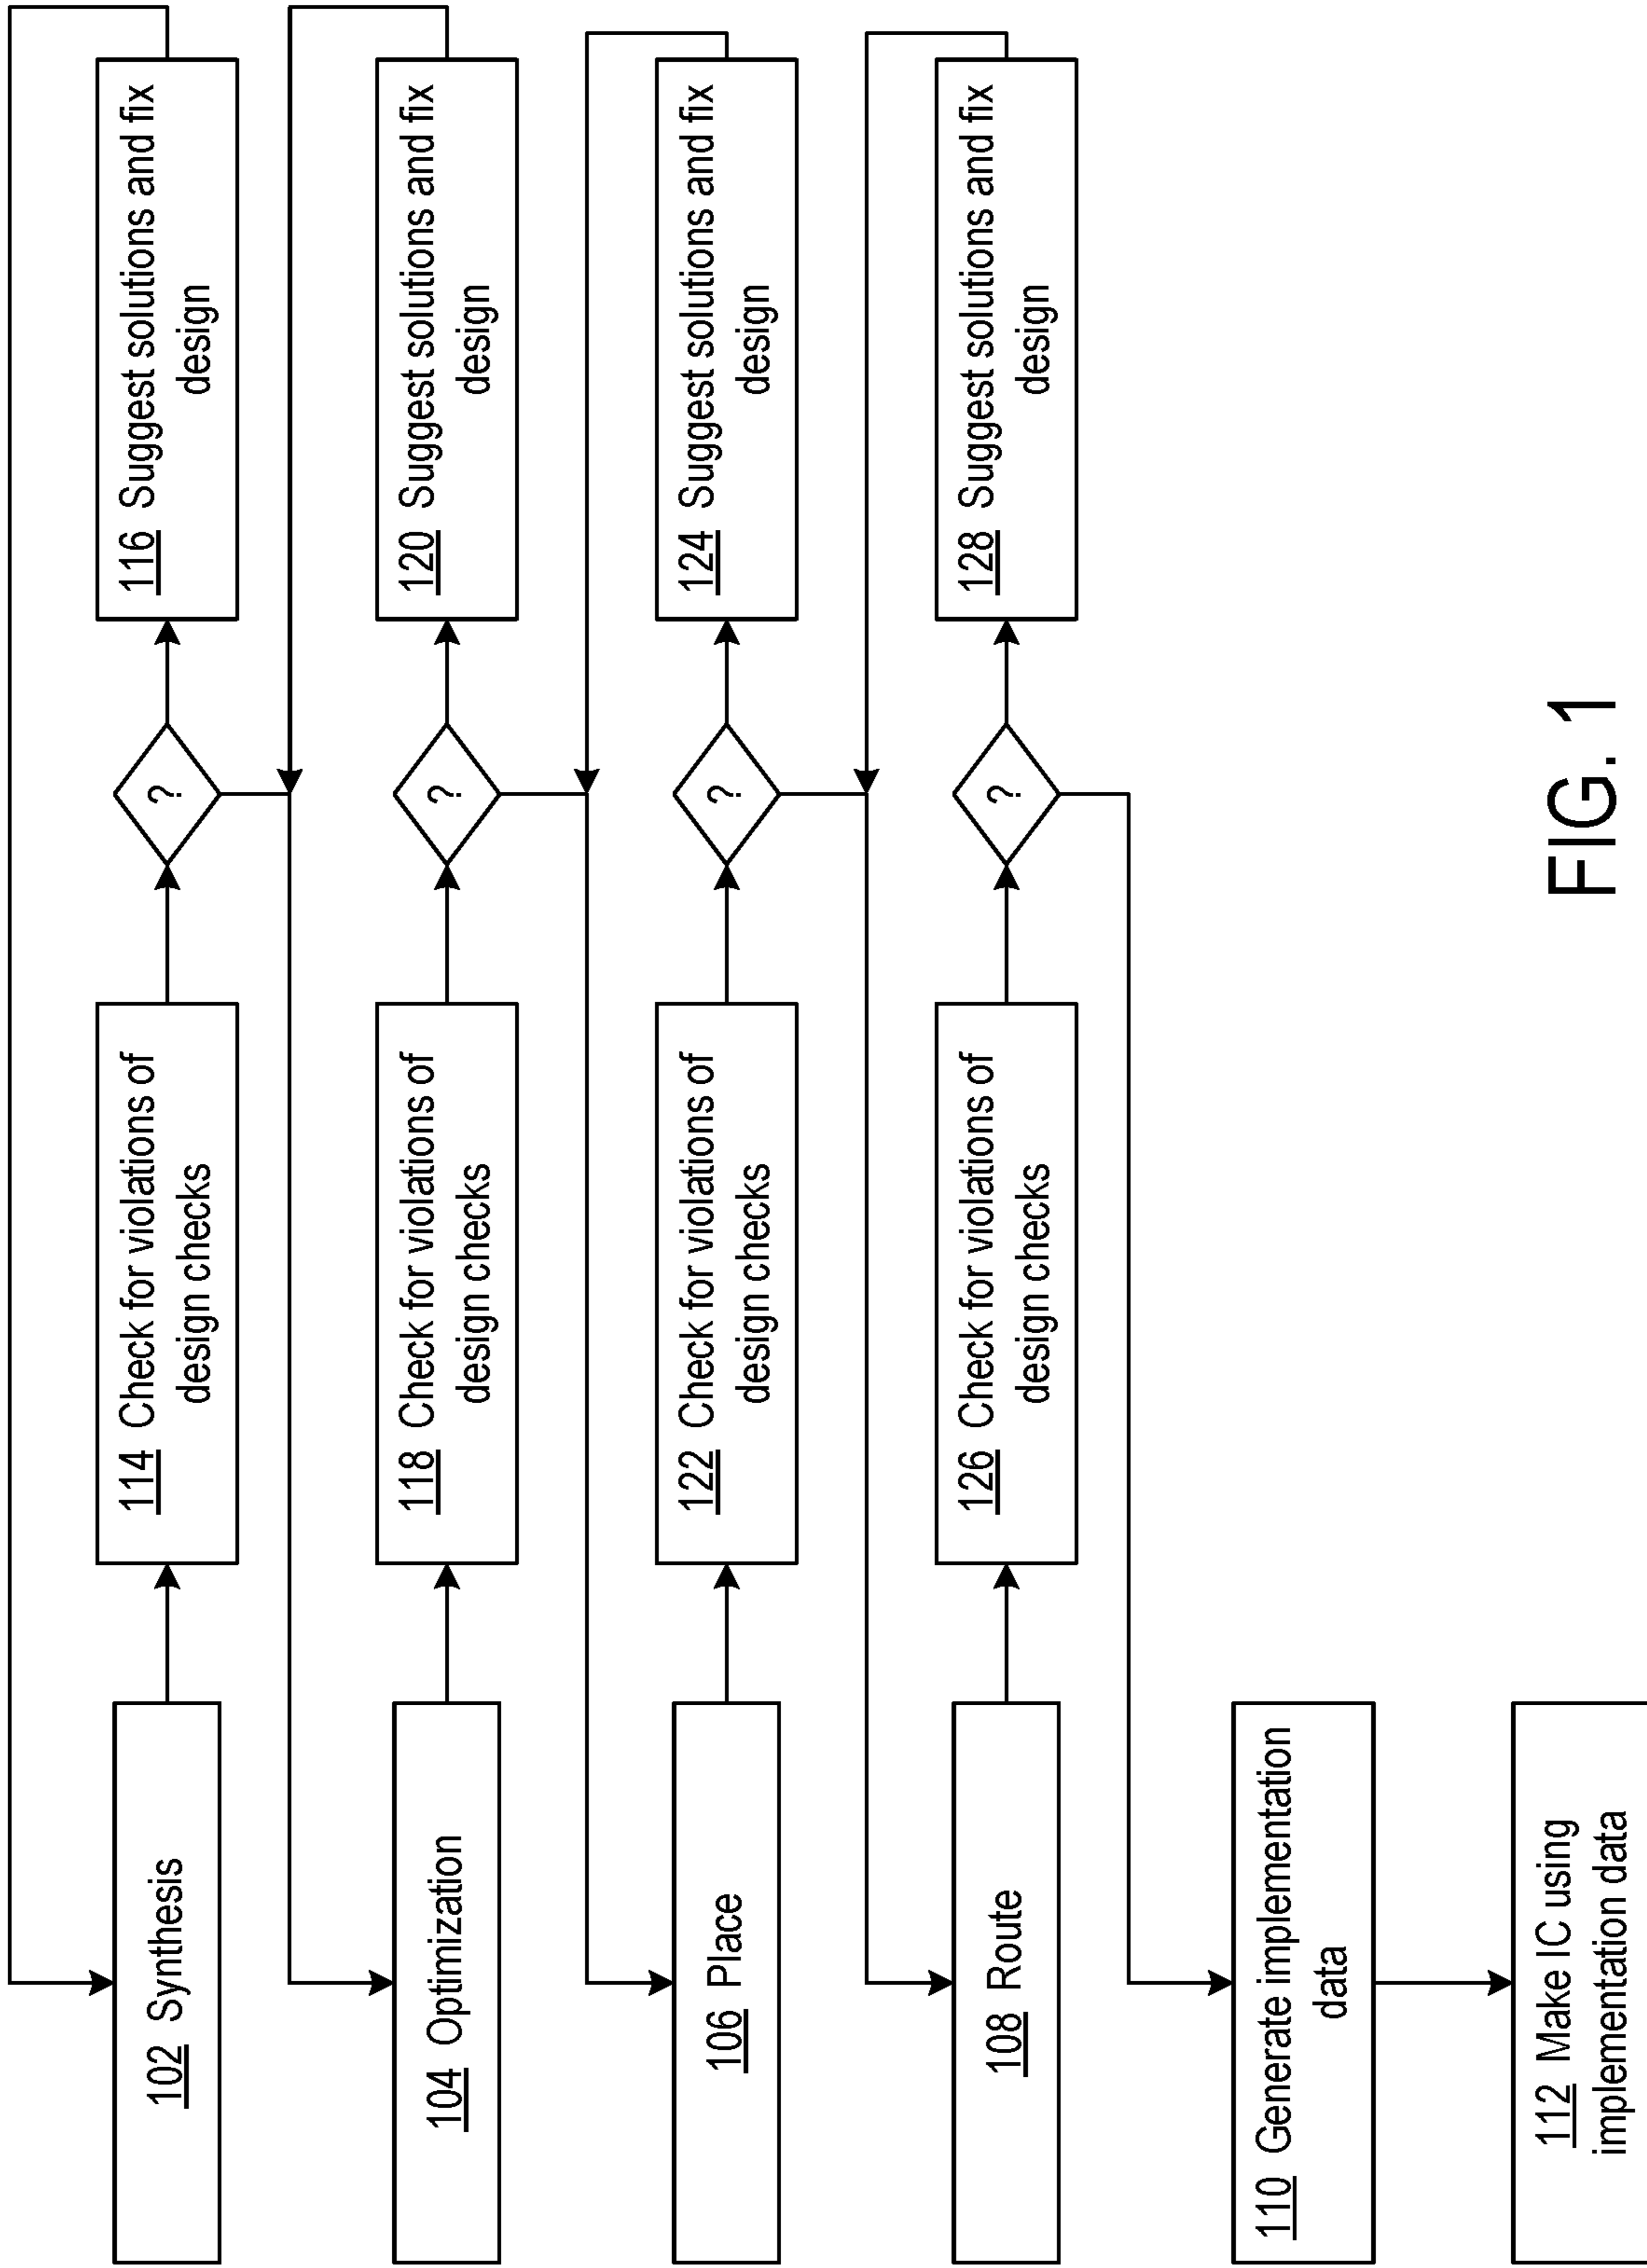 102 Synthesis
114 Check for violations of
design checks
?
116 Suggest solutions and fix
design
104 Optimization
118 Check for violations of
design checks
?
120 Suggest solutions and fix
design
106 Place
122 Check for violations of
design checks
?
124 Suggest solutions and fix
design
108 Route
126 Check for violations of
design checks
?
128 Suggest solutions and fix
design
110 Generate implementation
data
112 Make IC using
implementation data
FIG. 1